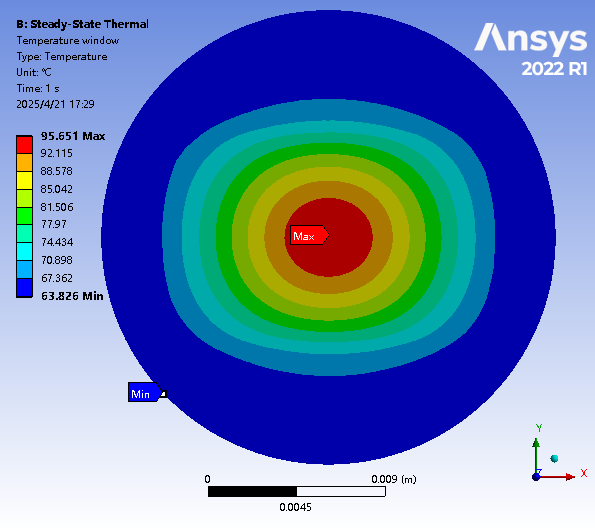 B: Steady-State Thermal
Temperature window
Type: Temperature
Unit: °C
Time: 1 s
2025/4/21 17:29
Ansys
2022 R1
95.651 Max
92.115
88.578
85.042
81.506
77.97
74.434
70.898
67.362
63.826 Min
Max
Min
0
0.009 (m)
0.0045
Y
X
Z